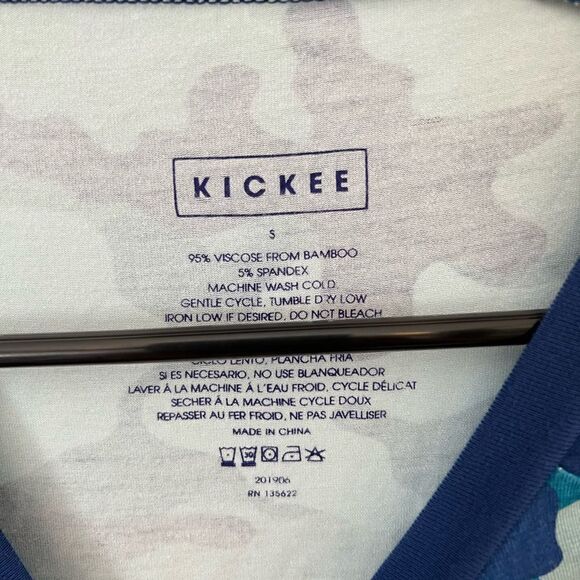 KICKEE
S
95% VISCOSE FROM BAMBOO
5% SPANDEX
MACHINE WASH COLD.
GENTLE CYCLE, TUMBLE DRY LOW
IRON LOW IF DESIRED. DO NOT BLEACH
CICLO LENTO, PLANCHA FRIA
SI ES NECESARIO, NO USE BLANQUEADOR
LAVER Á LA MACHINE Á L'EAU FROID, CYCLE DÉLICAT
SECHER Á LA MACHINE CYCLE DOUX
REPASSER AU FER FROID, NE PAS JAVELLISER
MADE IN CHINA
30
201906
RN 135622